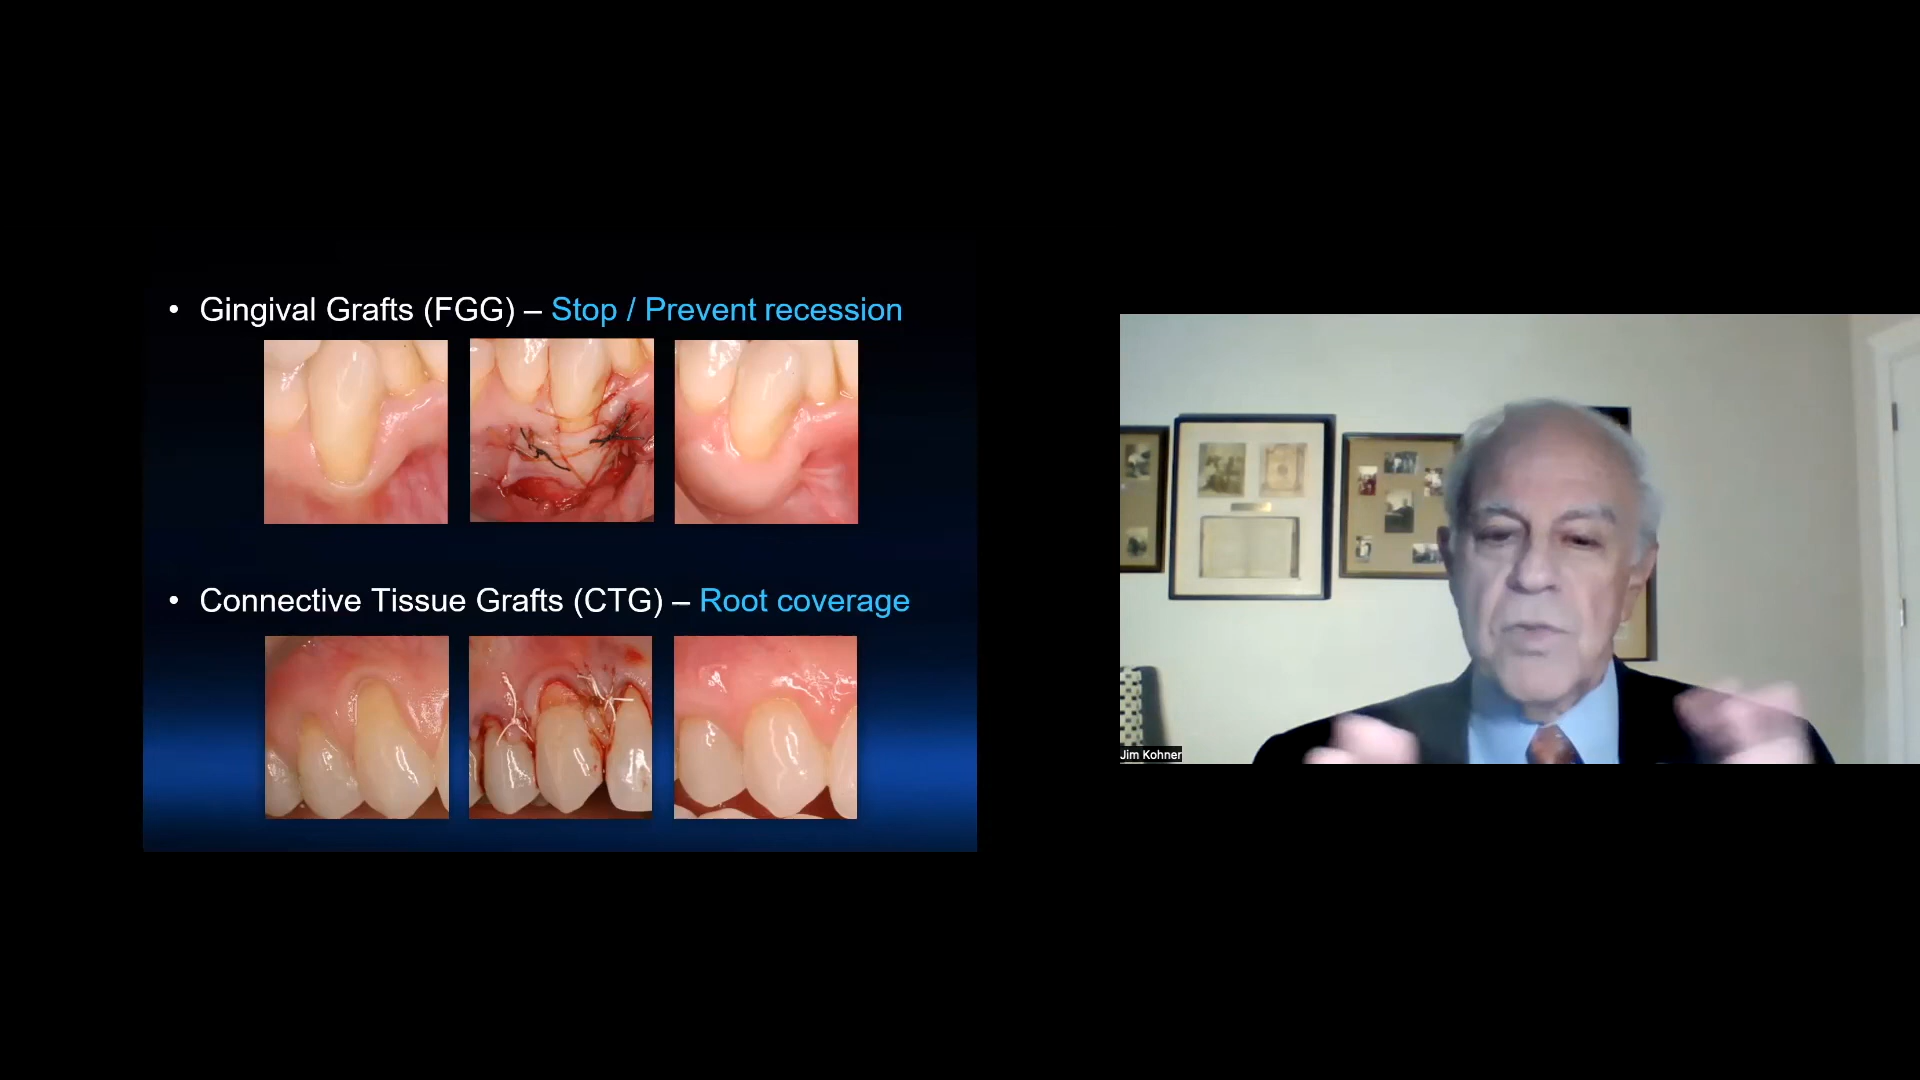 • Gingival Grafts (FGG) – Stop / Prevent recession
• Connective Tissue Grafts (CTG) – Root coverage
Jim Kohner